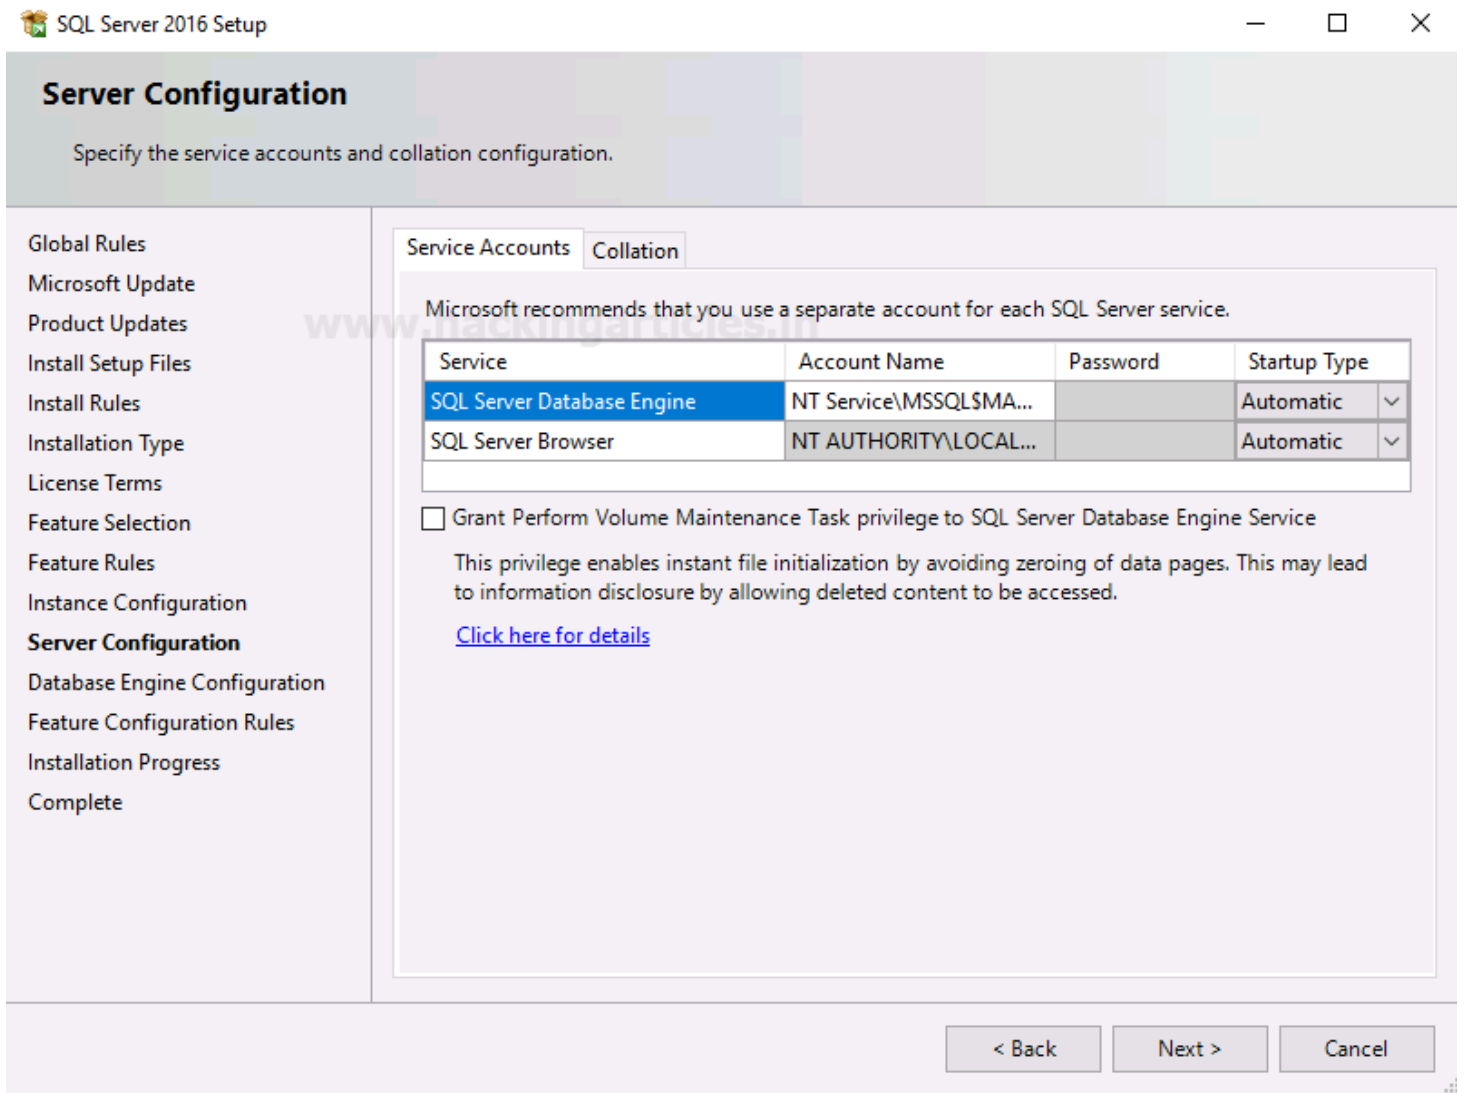 SQL Server 2016 Setup
Server Configuration
Specify the service accounts and collation configuration.
Global Rules
Microsoft Update
Product Updates
Install Setup Files
Install Rules
Installation Type
License Terms
Feature Selection
Feature Rules
Instance Configuration
Server Configuration
Database Engine Configuration
Feature Configuration Rules
Installation Progress
Complete
Service Accounts Collation
Microsoft recommends that you use a separate account for each SQL Server service.
www.hackingarticles.in
Service Account Name Password Startup Type
SQL Server Database Engine NT Service\MSSQL$MA... Automatic
SQL Server Browser NT AUTHORITY\LOCAL... Automatic
Grant Perform Volume Maintenance Task privilege to SQL Server Database Engine Service
This privilege enables instant file initialization by avoiding zeroing of data pages. This may lead
to information disclosure by allowing deleted content to be accessed.
Click here for details
< Back Next > Cancel